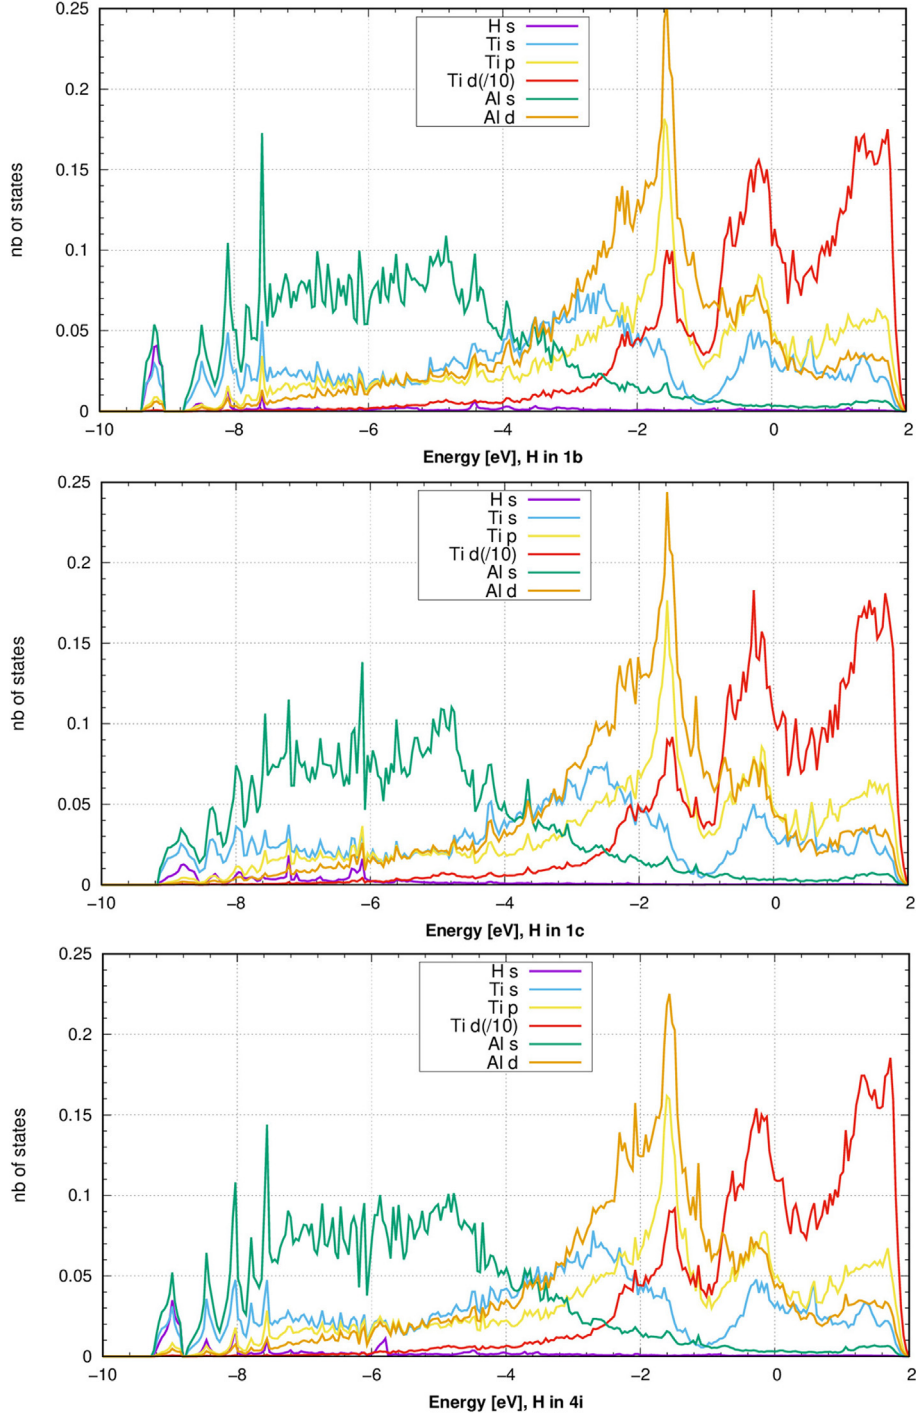 0.25
0.2
0.15
0.1
0.05
0
nb of states
H s
Ti s
Ti p
Ti d(/10)
Al s
Al d
−10 −8 −6 −4 −2 0 2
Energy [eV], H in 1b
0.25
0.2
0.15
0.1
0.05
0
nb of states
H s
Ti s
Ti p
Ti d(/10)
Al s
Al d
−10 −8 −6 −4 −2 0 2
Energy [eV], H in 1c
0.25
0.2
0.15
0.1
0.05
0
nb of states
H s
Ti s
Ti p
Ti d(/10)
Al s
Al d
−10 −8 −6 −4 −2 0 2
Energy [eV], H in 4i